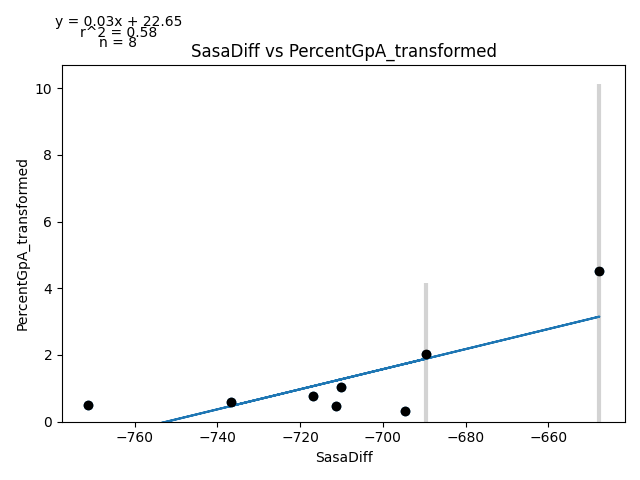 y = 0.03x + 22.65
r^2 = 0.58
n = 8
SasaDiff vs PercentGpA_transformed
PercentGpA_transformed
10
8
6
4
2
0
−760
−740
−720
−700
−680
−660
SasaDiff